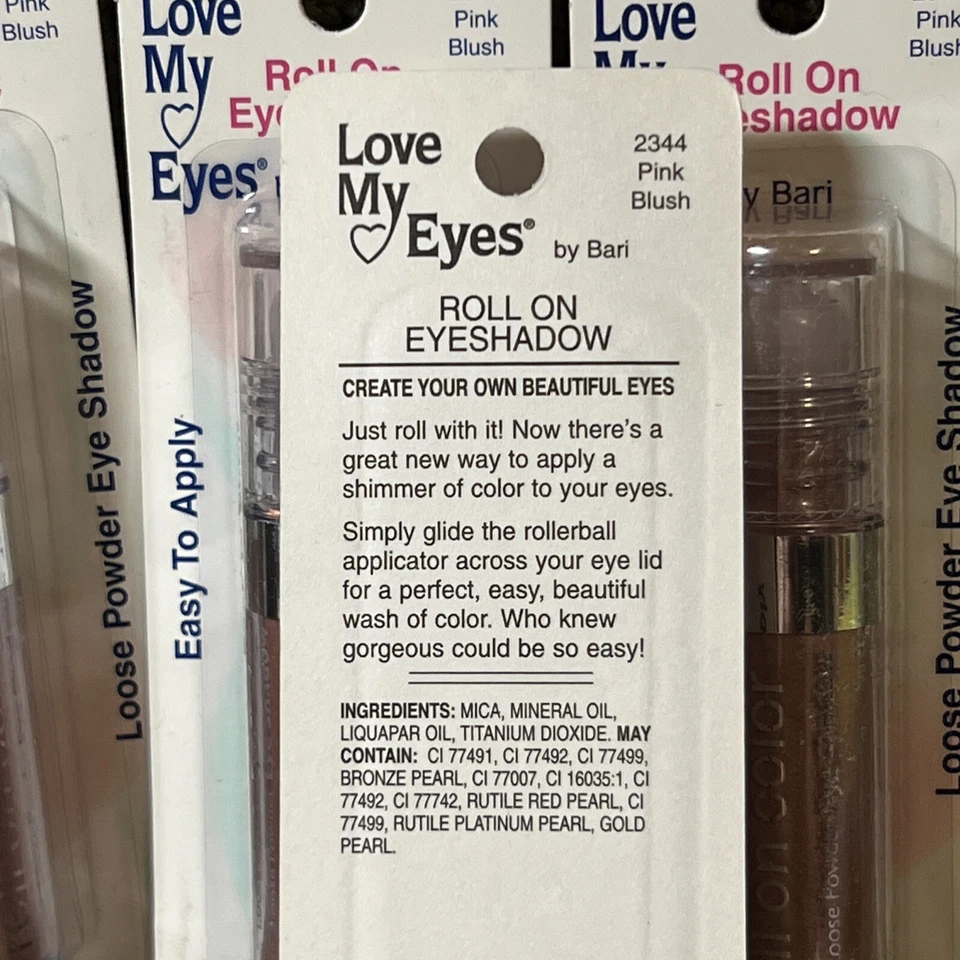 Pink
Blush
Loose Powder Eye Shadow
Love
My
Eyes®
Pink
Blush
Roll On
Easy To Apply
Love
My
Eyes® by Bari
2344
Pink
Blush
ROLL ON
EYESHADOW
CREATE YOUR OWN BEAUTIFUL EYES
Just roll with it! Now there's a
great new way to apply a
shimmer of color to your eyes.
Simply glide the rollerball
applicator across your eye lid
for a perfect, easy, beautiful
wash of color. Who knew
gorgeous could be so easy!
INGREDIENTS: MICA, MINERAL OIL,
LIQUAPAR OIL, TITANIUM DIOXIDE. MAY
CONTAIN: CI 77491, CI 77492, CI 77499,
BRONZE PEARL, CI 77007, CI 16035:1, CI
77492, CI 77742, RUTILE RED PEARL, CI
77499, RUTILE PLATINUM PEARL, GOLD
PEARL.
Love
My
Roll On
eshadow
y Bari
Pink
Blush
on color
Loose Powder Eye Shadow